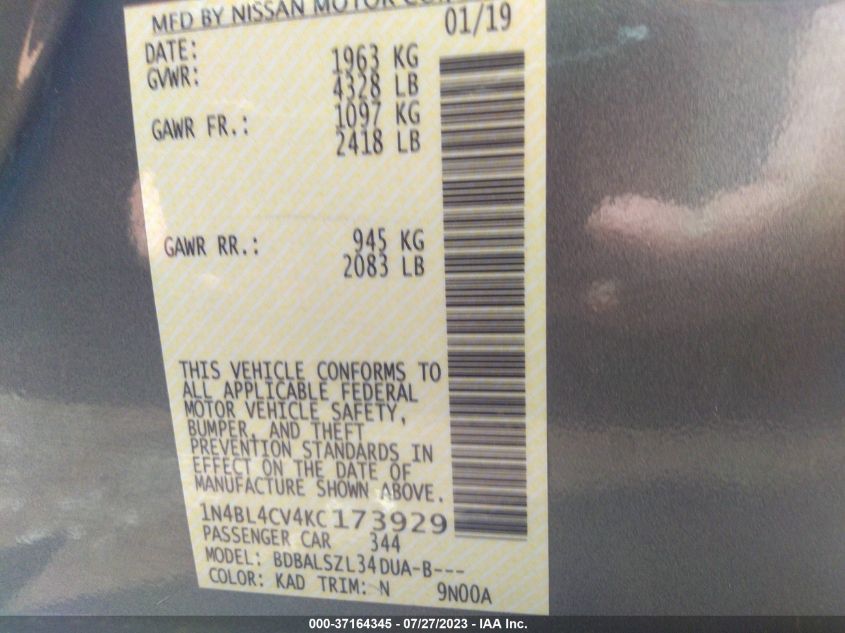 MFD BY NISSAN MOTOR CO
DATE: 01/19
GVWR: 1963 KG
4328 LB
GAWR FR.: 1097 KG
2418 LB
GAWR RR.: 945 KG
2083 LB
THIS VEHICLE CONFORMS TO
ALL APPLICABLE FEDERAL
MOTOR VEHICLE SAFETY,
BUMPER, AND THEFT
PREVENTION STANDARDS IN
EFFECT ON THE DATE OF
MANUFACTURE SHOWN ABOVE.
1N4BL4CV4KC173929
PASSENGER CAR 344
MODEL: BDBALSZL34DUA-B---
COLOR: KAD TRIM: N 9N00A
000-37164345 - 07/27/2023 - IAA Inc.